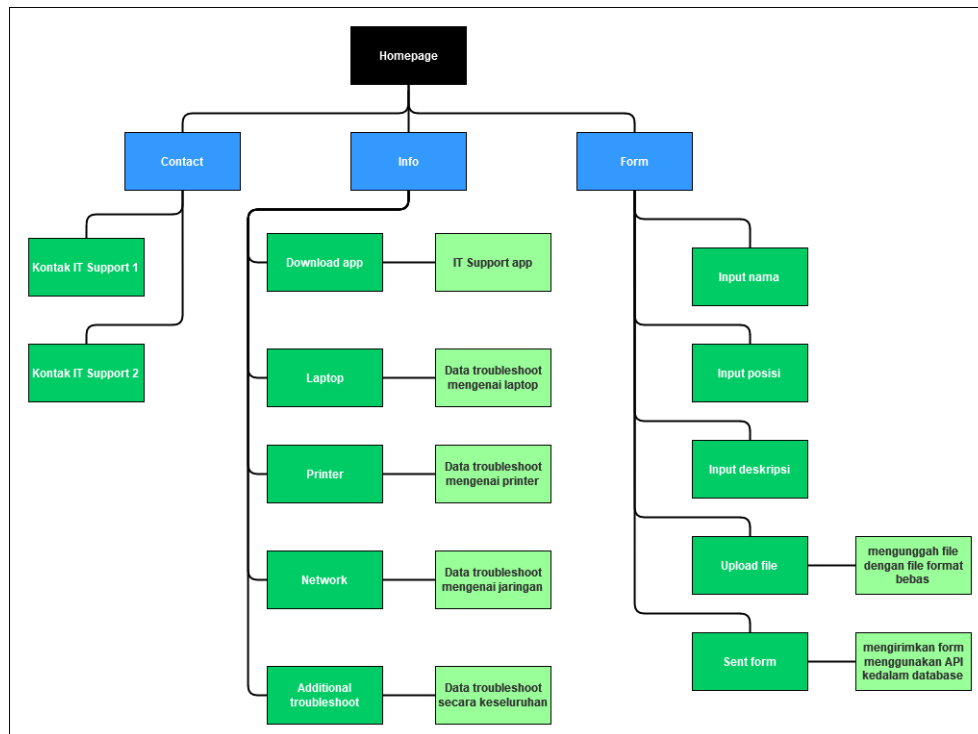 Homepage
Contact
Info
Form
Kontak IT Support 1
Kontak IT Support 2
Download app
IT Support app
Laptop
Data troubleshoot
mengenai laptop
Printer
Data troubleshoot
mengenai printer
Network
Data troubleshoot
mengenai jaringan
Additional
troubleshoot
Data troubleshoot
secara keseluruhan
Input nama
Input posisi
Input deskripsi
Upload file
mengunggah file
dengan file format
bebas
Sent form
mengirimkan form
menggunakan API
kedalam database